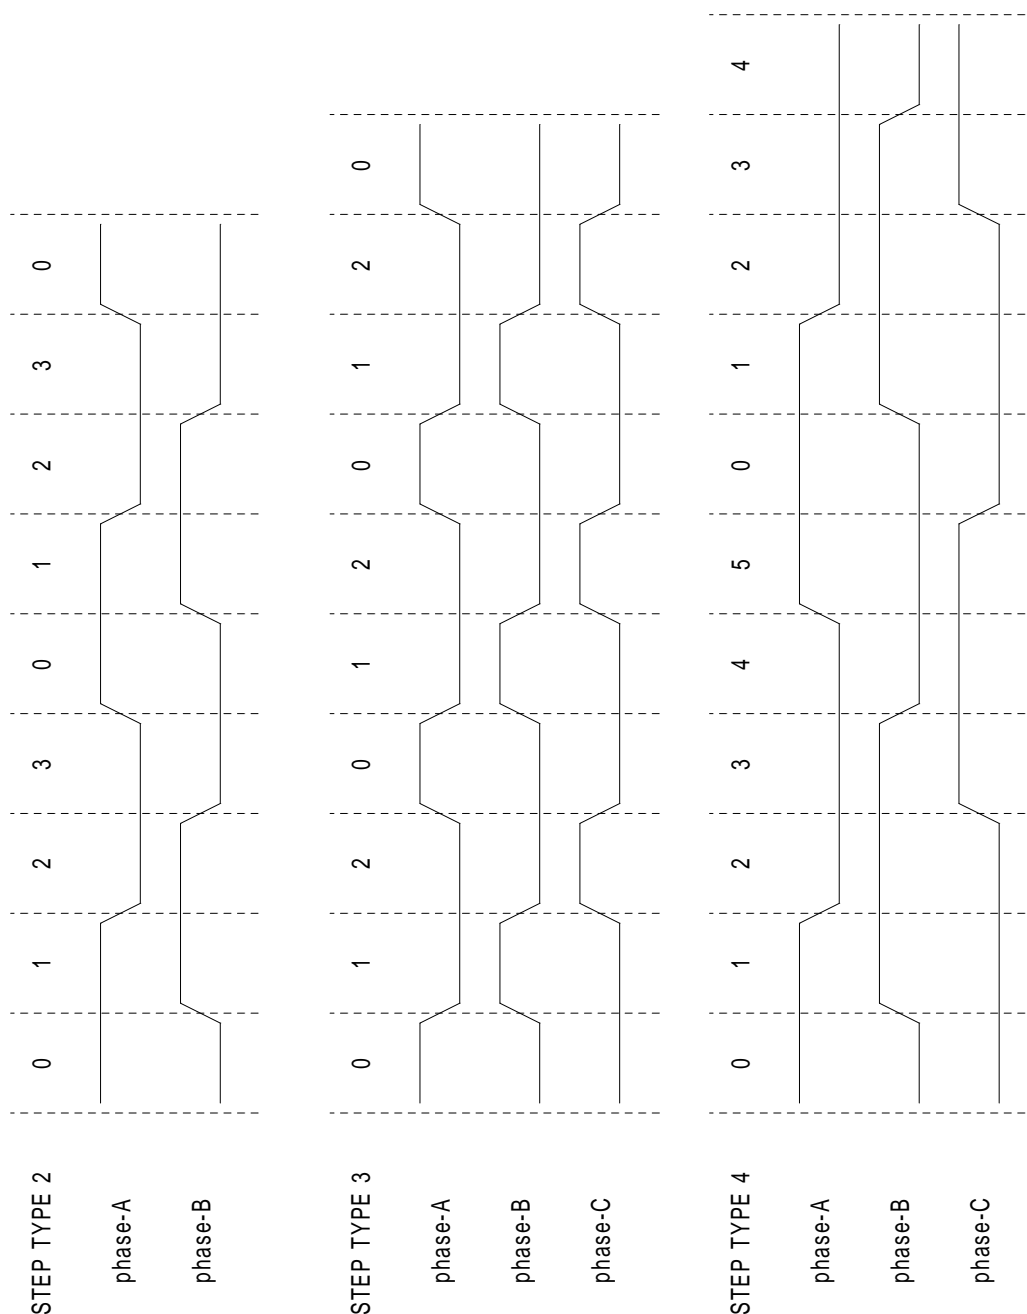 STEP TYPE 2 0 1 2 3 0 1 2 3 0
phase-A
phase-B
STEP TYPE 3 0 1 2 0 1 2 0 1 2 0
phase-A
phase-B
phase-C
STEP TYPE 4 0 1 2 3 4 5 0 1 2 3 4
phase-A
phase-B
phase-C